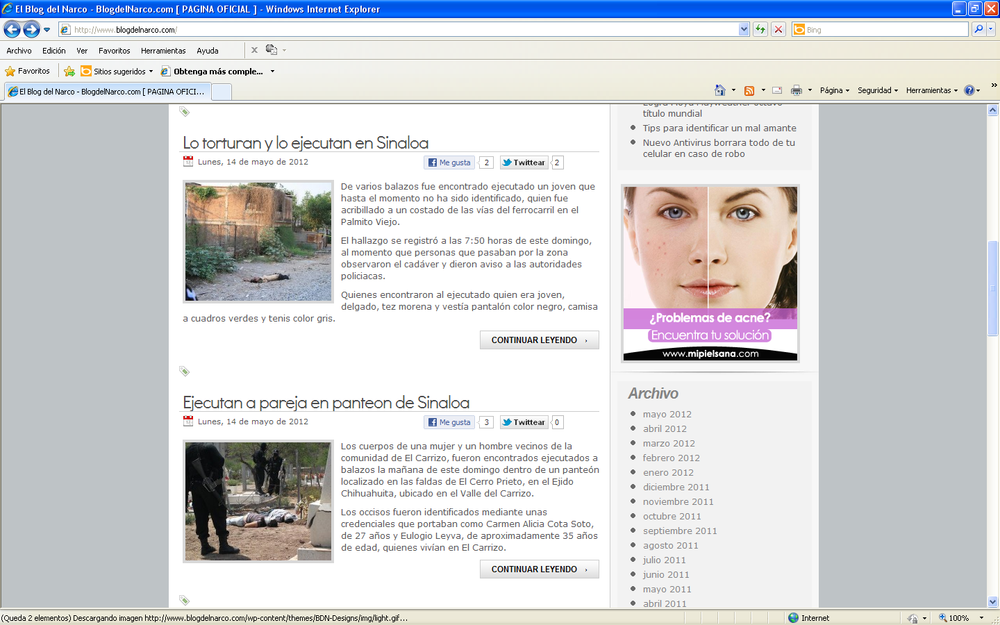 El Blog del Narco - BlogdelNarco.com [ PAGINA OFICIAL ] - Windows Internet Explorer
http://www.blogdelnarco.com/
Bing
Archivo Edición Ver Favoritos Herramientas Ayuda
X
Favoritos Sitios sugeridos Obtenga más comple...
El Blog del Narco - BlogdelNarco.com [ PAGINA OFICI...
Página Seguridad Herramientas
Lo torturan y lo ejecutan en Sinaloa
Lunes, 14 de mayo de 2012
Me gusta 2 Twittear 2
De varios balazos fue encontrado ejecutado un joven que
hasta el momento no ha sido identificado, quien fue
acribillado a un costado de las vías del ferrocarril en el
Palmito Viejo.
El hallazgo se registró a las 7:50 horas de este domingo,
al momento que personas que pasaban por la zona
observaron el cadáver y dieron aviso a las autoridades
policiacas.
Quienes encontraron al ejecutado quien era joven,
delgado, tez morena y vestía pantalón color negro, camisa
a cuadros verdes y tenis color gris.
CONTINUAR LEYENDO ›
Ejecutan a pareja en panteon de Sinaloa
Lunes, 14 de mayo de 2012
Me gusta 3 Twittear 0
Los cuerpos de una mujer y un hombre vecinos de la
comunidad de El Carrizo, fueron encontrados ejecutados a
balazos la mañana de este domingo dentro de un panteón
localizado en las faldas de El Cerro Prieto, en el Ejido
Chihuahuita, ubicado en el Valle del Carrizo.
Los occisos fueron identificados mediante unas
credenciales que portaban como Carmen Alicia Cota Soto,
de 27 años y Eulogio Leyva, de aproximadamente 35 años
de edad, quienes vivían en El Carrizo.
CONTINUAR LEYENDO ›
Logra Floyd Mayweather octavo
título mundial
Tips para identificar un mal amante
Nuevo Antivirus borrara todo de tu
celular en caso de robo
¿Problemas de acne?
Encuentra tu solución
www.mipielsana.com
Archivo
mayo 2012
abril 2012
marzo 2012
febrero 2012
enero 2012
diciembre 2011
noviembre 2011
octubre 2011
septiembre 2011
agosto 2011
julio 2011
junio 2011
mayo 2011
abril 2011
(Queda 2 elementos) Descargando imagen http://www.blogdelnarco.com/wp-content/themes/BDN-Designs/img/light.gif...
Internet
100%